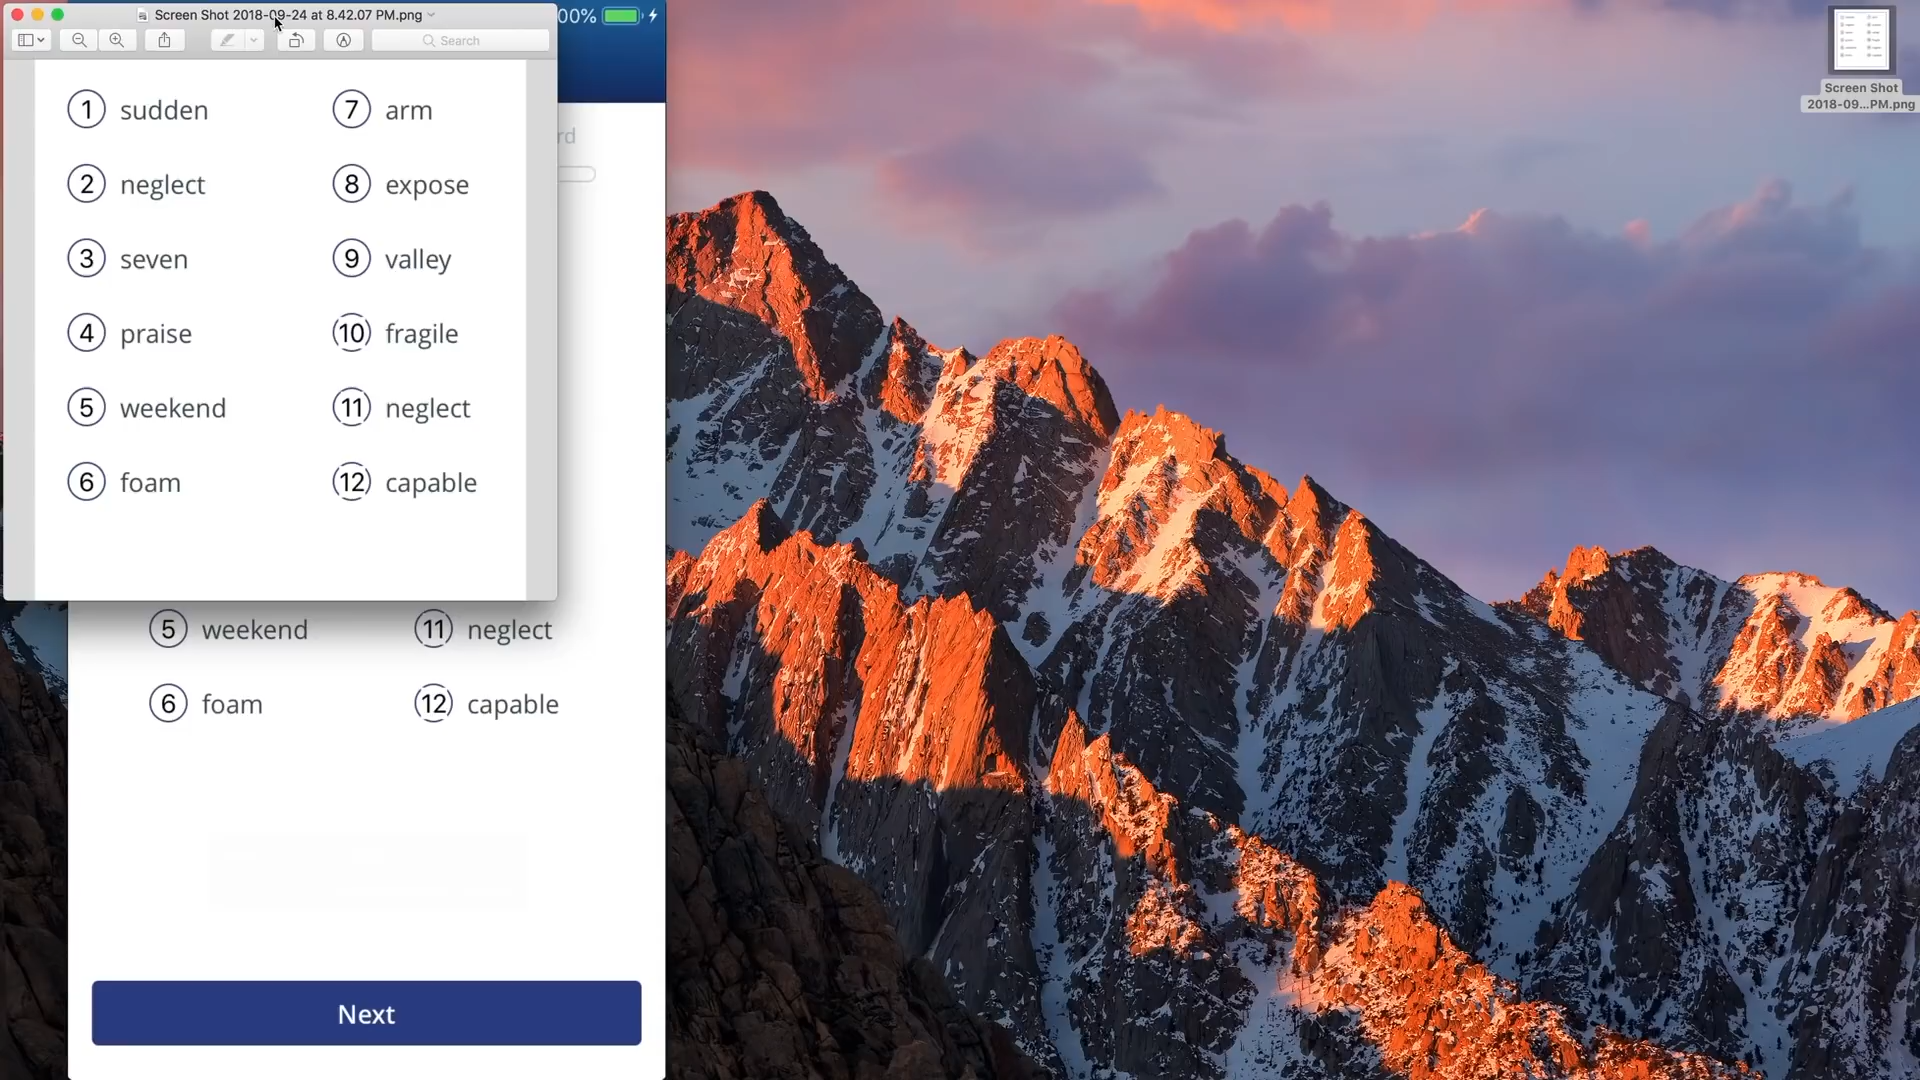 Screen Shot 2018-09-24 at 8.42.07 PM.png
00%
Search
1 sudden
7 arm
2 neglect
8 expose
3 seven
9 valley
4 praise
10 fragile
5 weekend
11 neglect
6 foam
12 capable
rd
5 weekend
11 neglect
6 foam
12 capable
Next
Screen Shot
2018-09...PM.png